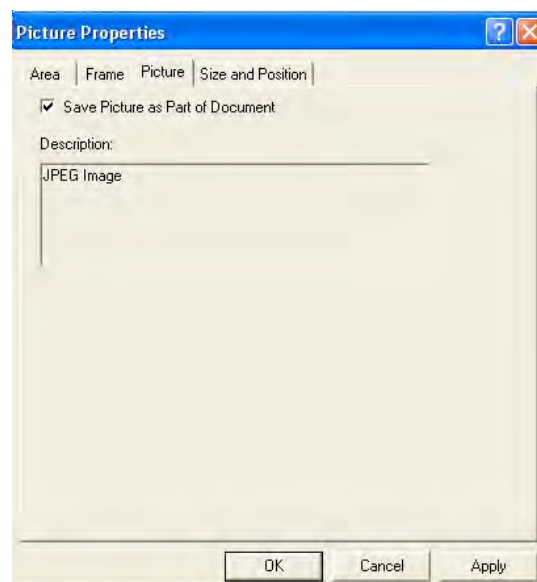 Picture Properties
Area Frame Picture Size and Position
Save Picture as Part of Document
Description:
JPEG Image
OK Cancel Apply